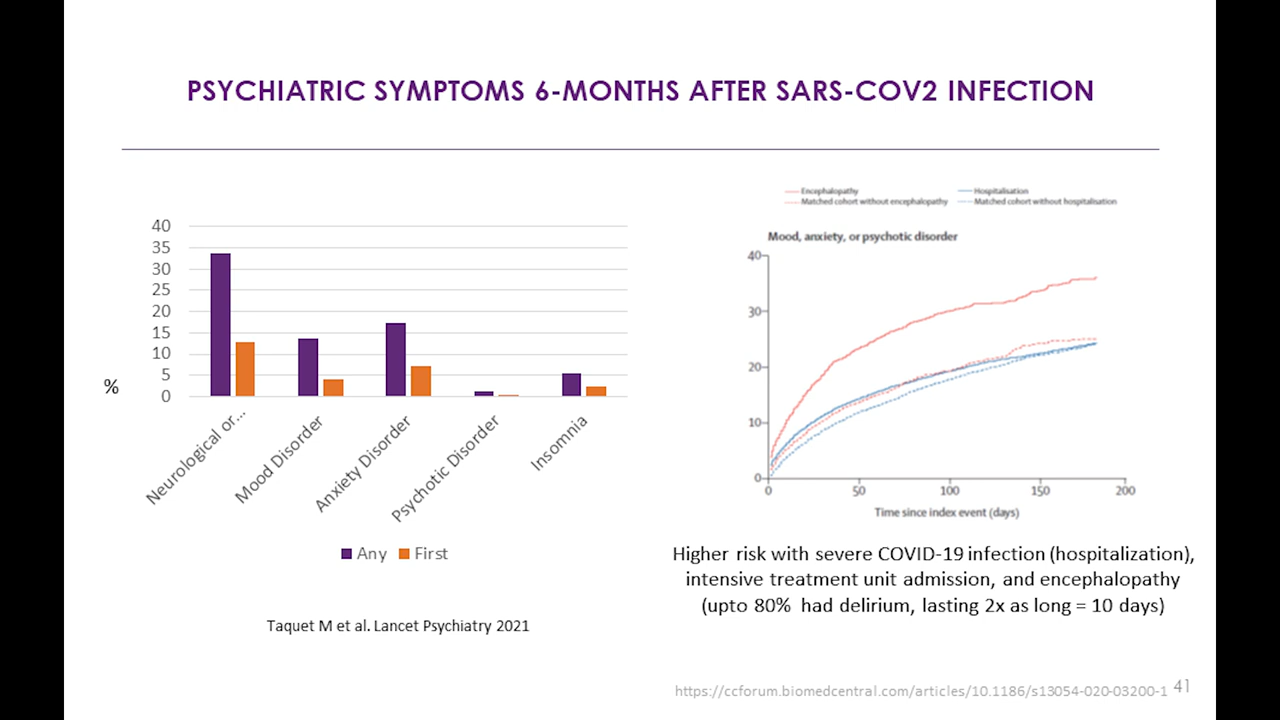 PSYCHIATRIC SYMPTOMS 6-MONTHS AFTER SARS-COV2 INFECTION
40
35
30
25
20
15
10
5
0
%
Neurological or...
Mood Disorder
Anxiety Disorder
Psychotic Disorder
Insomnia
Any First
Taquet M et al. Lancet Psychiatry 2021
Encephalopathy
Matched cohort without encephalopathy
Hospitalisation
Matched cohort without hospitalisation
Mood, anxiety, or psychotic disorder
40
30
20
10
0
0 50 100 150 200
Time since index event (days)
Higher risk with severe COVID-19 infection (hospitalization),
intensive treatment unit admission, and encephalopathy
(upto 80% had delirium, lasting 2x as long = 10 days)
https://ccforum.biomedcentral.com/articles/10.1186/s13054-020-03200-1
41